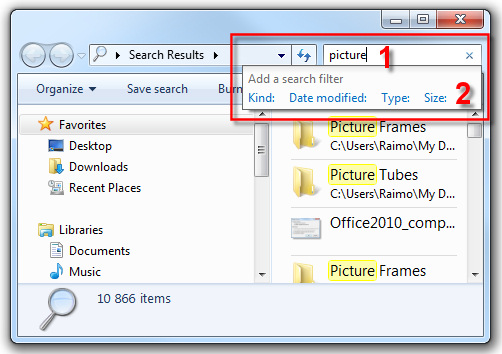 Search Results
picture
1
Add a search filter
Kind: Date modified: Type: Size:
2
Organize Save search
Favorites
Desktop
Downloads
Recent Places
Libraries
Documents
Music
Picture Frames
C:\Users\Raimo\My D...
Picture Tubes
C:\Users\Raimo\My D...
Office2010_comp...
Picture Frames
10 866 items